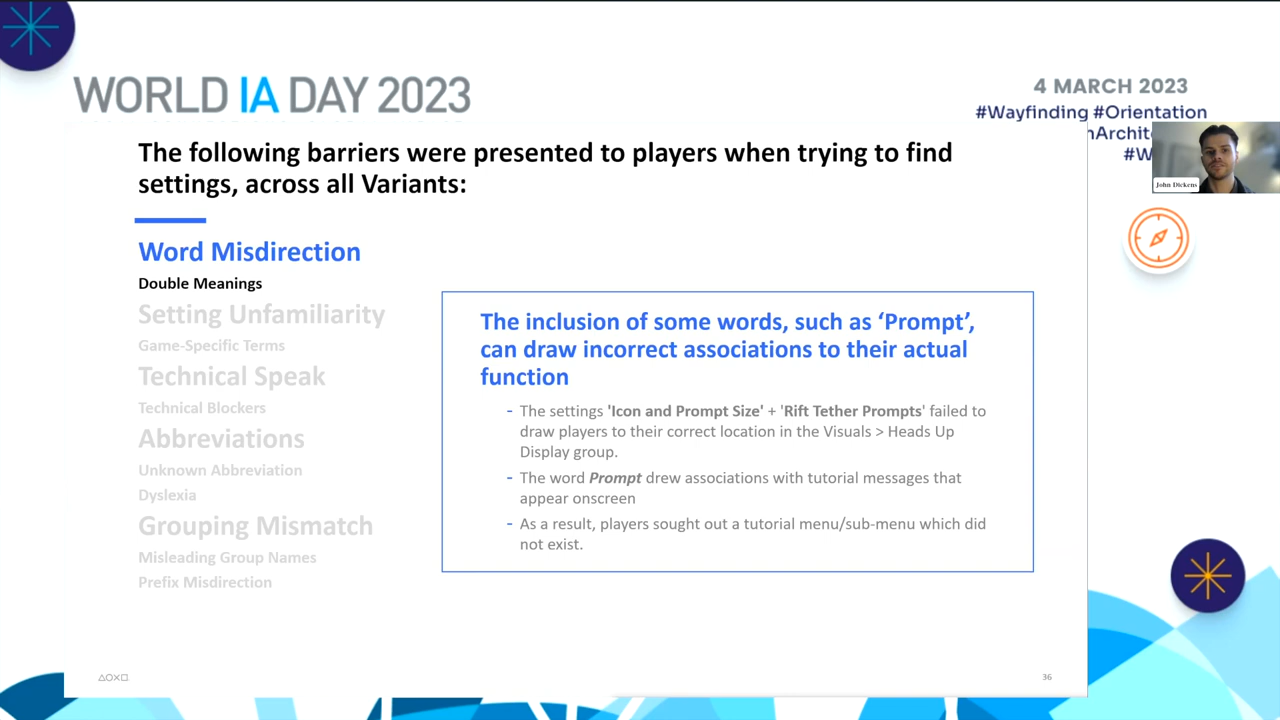 WORLD IA DAY 2023
4 MARCH 2023
#Wayfinding #Orientation
nArchite
#W
John Dickens
The following barriers were presented to players when trying to find
settings, across all Variants:
Word Misdirection
Double Meanings
Setting Unfamiliarity
Game-Specific Terms
Technical Speak
Technical Blockers
Abbreviations
Unknown Abbreviation
Dyslexia
Grouping Mismatch
Misleading Group Names
Prefix Misdirection
The inclusion of some words, such as ‘Prompt’,
can draw incorrect associations to their actual
function
- The settings 'Icon and Prompt Size' + 'Rift Tether Prompts' failed to
draw players to their correct location in the Visuals > Heads Up
Display group.
- The word Prompt drew associations with tutorial messages that
appear onscreen
- As a result, players sought out a tutorial menu/sub-menu which did
not exist.
36